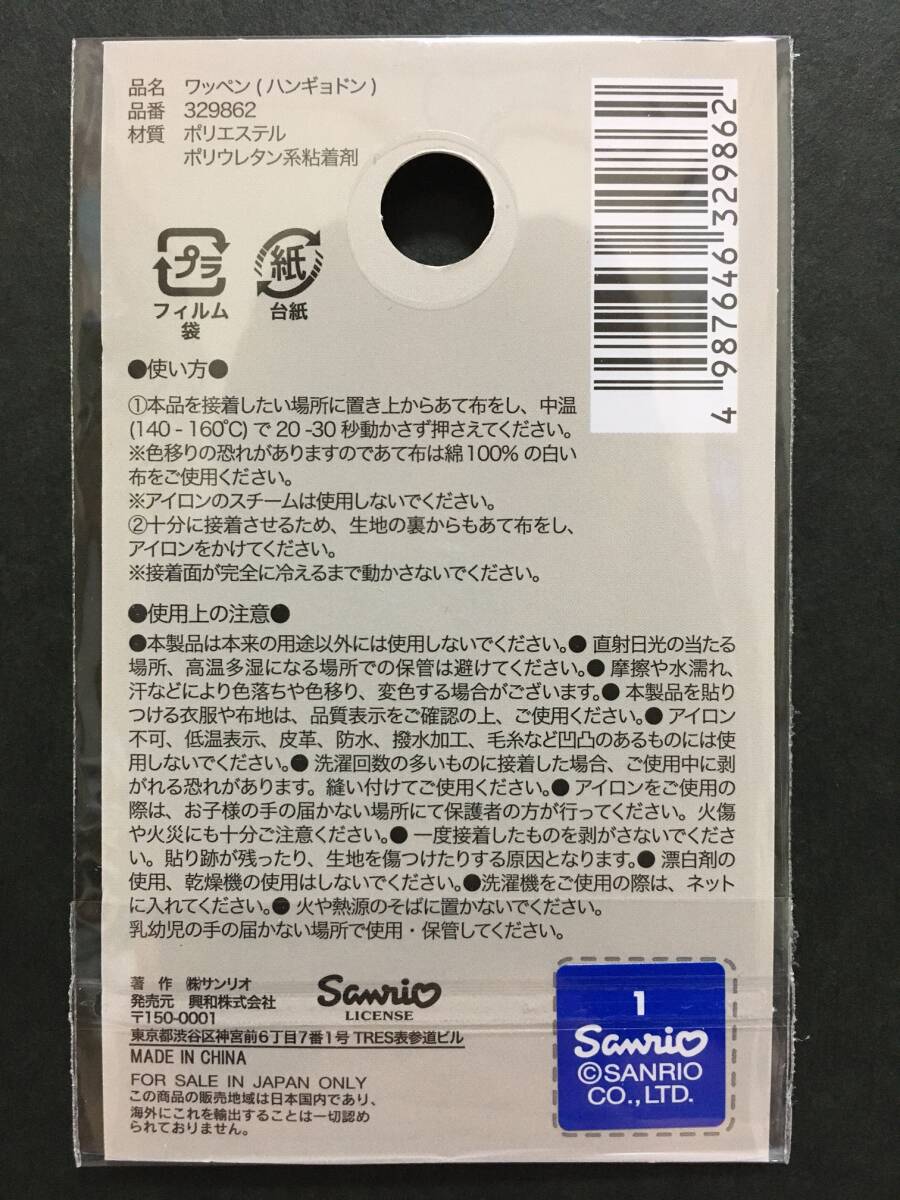 品名 ワッペン ( ハンギョドン )
品番 329862
材質 ポリエステル
ポリウレタン系粘着剤
4 987646 329862
プラ
フィルム
袋
紙
台紙
●使い方●
①本品を接着したい場所に置き上からあて布をし、中温
(140 - 160℃) で 20 -30 秒動かさず押さえてください。
※色移りの恐れがありますのであて布は綿100% の白い
布をご使用ください。
※アイロンのスチームは使用しないでください。
②十分に接着させるため、生地の裏からもあて布をし、
アイロンをかけてください。
※接着面が完全に冷えるまで動かさないでください。
●使用上の注意●
●本製品は本来の用途以外には使用しないでください。● 直射日光の当たる
場所、高温多湿になる場所での保管は避けてください。● 摩擦や水濡れ、
汗などにより色落ちや色移り、変色する場合がございます。● 本製品を貼り
つける衣服や布地は、品質表示をご確認の上、ご使用ください。● アイロン
不可、低温表示、皮革、防水、撥水加工、毛糸など凹凸のあるものには使
用しないでください。● 洗濯回数の多いものに接着した場合、ご使用中に剥
がれる恐れがあります。縫い付けてご使用ください。● アイロンをご使用の
際は、お子様の手の届かない場所にて保護者の方が行ってください。火傷
や火災にも十分ご注意ください。● 一度接着したものを剥がさないでくださ
い。貼り跡が残ったり、生地を傷つけたりする原因となります。● 漂白剤の
使用、乾燥機の使用はしないでください。●洗濯機をご使用の際は、ネット
に入れてください。● 火や熱源のそばに置かないでください。
乳幼児の手の届かない場所で使用・保管してください。
著 作 ㈱サンリオ
発売元 興和株式会社
〒150-0001
東京都渋谷区神宮前6丁目7番1号 TRES表参道ビル
MADE IN CHINA
Sanrio
LICENSE
FOR SALE IN JAPAN ONLY
この商品の販売地域は日本国内であり、
海外にこれを輸出することは一切認め
られておりません。
1
Sanrio
©SANRIO
CO.,LTD.